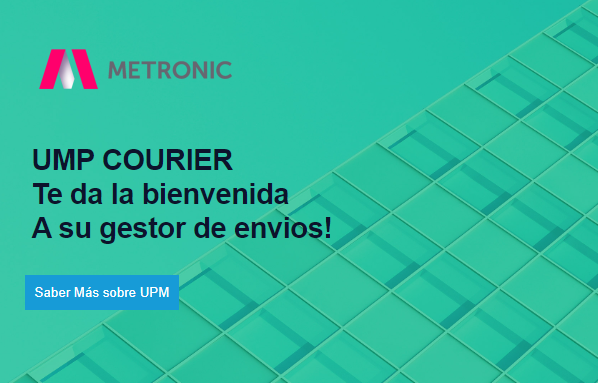 METRONIC
UMP COURIER
Te da la bienvenida
A su gestor de envios!
Saber Más sobre UPM